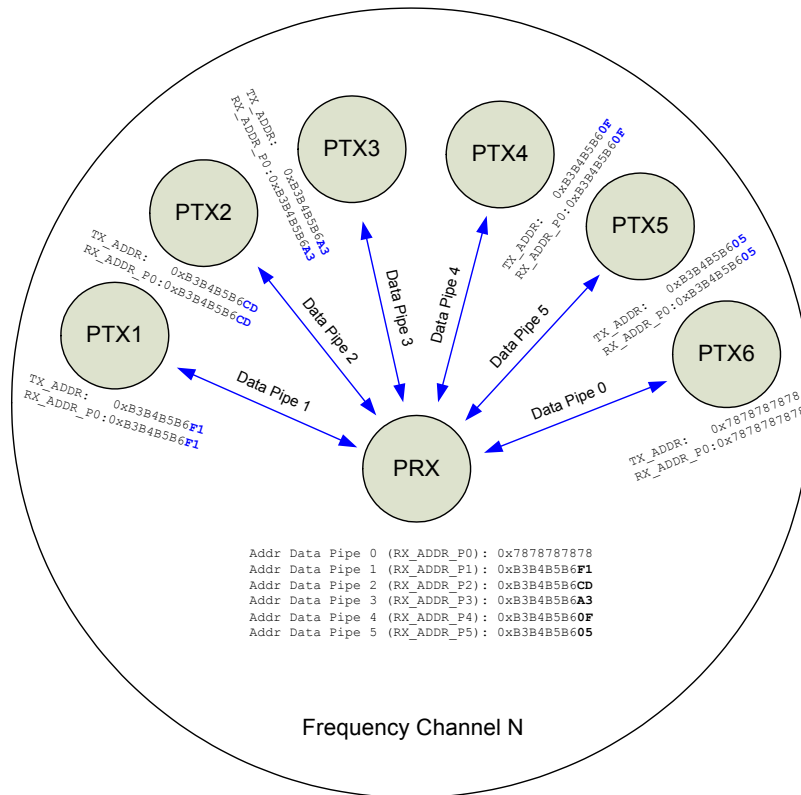 PTX3
TX_ADDR: 0xB3B4B5B6A3
RX_ADDR_P0:0xB3B4B5B6A3
PTX4
TX_ADDR: 0xB3B4B5B60F
RX_ADDR_P0:0xB3B4B5B60F
PTX2
TX_ADDR: 0xB3B4B5B6CD
RX_ADDR_P0:0xB3B4B5B6CD
PTX5
TX_ADDR: 0xB3B4B5B605
RX_ADDR_P0:0xB3B4B5B605
PTX1
TX_ADDR: 0xB3B4B5B6F1
RX_ADDR_P0:0xB3B4B5B6F1
PTX6
TX_ADDR: 0x7878787878
RX_ADDR_P0:0x7878787878
Data Pipe 1
Data Pipe 2
Data Pipe 3
Data Pipe 4
Data Pipe 5
Data Pipe 0
PRX
Addr Data Pipe 0 (RX_ADDR_P0): 0x7878787878
Addr Data Pipe 1 (RX_ADDR_P1): 0xB3B4B5B6F1
Addr Data Pipe 2 (RX_ADDR_P2): 0xB3B4B5B6CD
Addr Data Pipe 3 (RX_ADDR_P3): 0xB3B4B5B6A3
Addr Data Pipe 4 (RX_ADDR_P4): 0xB3B4B5B60F
Addr Data Pipe 5 (RX_ADDR_P5): 0xB3B4B5B605
Frequency Channel N